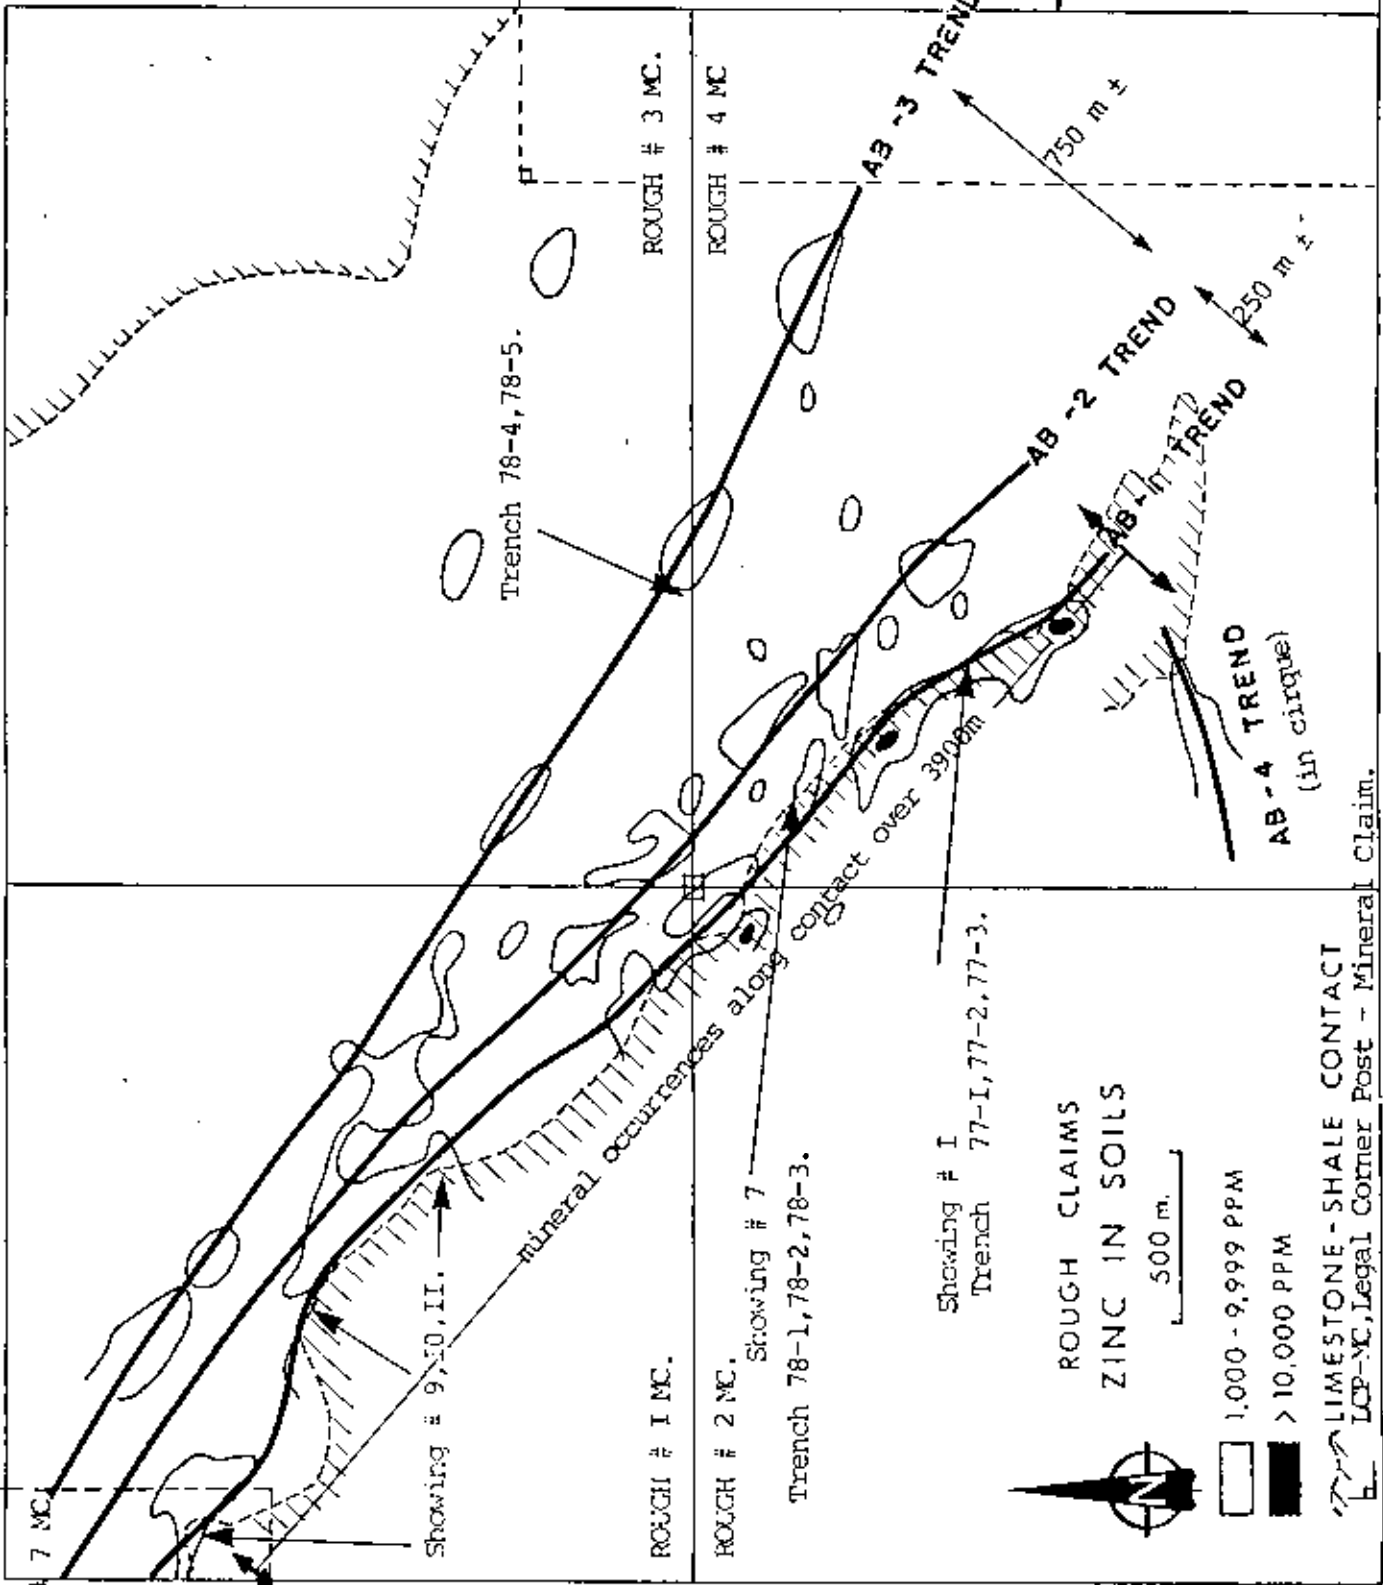 # 7 MC
AB-3 TREND
ROUGH # 3 MC.
ROUGH # 4 MC
750 m ±
250 m ±
Trench 78-4,78-5.
AB-2 TREND
AB-1 TREND
AB-4 TREND
(in cirque)
mineral occurrences along contact over 3900m
Showing # 9,10,11.
ROUGH # 1 MC.
ROUGH # 2 MC.
Showing # 7
Trench 78-1,78-2,78-3.
Showing # 1
Trench 77-1,77-2,77-3.
ROUGH CLAIMS
ZINC IN SOILS
500 m.
N
1,000 - 9,999 PPM
> 10,000 PPM
LIMESTONE-SHALE CONTACT
LCP-MC, Legal Corner Post - Mineral Claim.